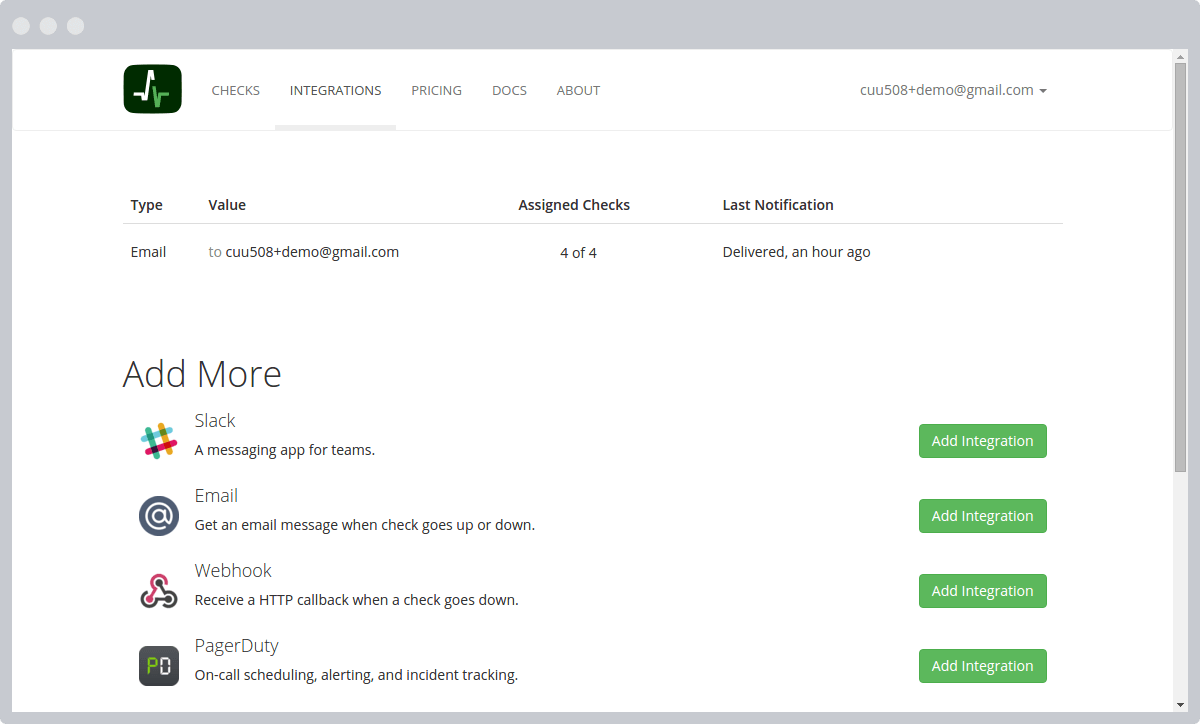 CHECKS INTEGRATIONS PRICING DOCS ABOUT cuu508+demo@gmail.com
Type Value Assigned Checks Last Notification
Email to cuu508+demo@gmail.com 4 of 4 Delivered, an hour ago
Add More
Slack
A messaging app for teams.
Add Integration
Email
Get an email message when check goes up or down.
Add Integration
Webhook
Receive a HTTP callback when a check goes down.
Add Integration
PD
PagerDuty
On-call scheduling, alerting, and incident tracking.
Add Integration